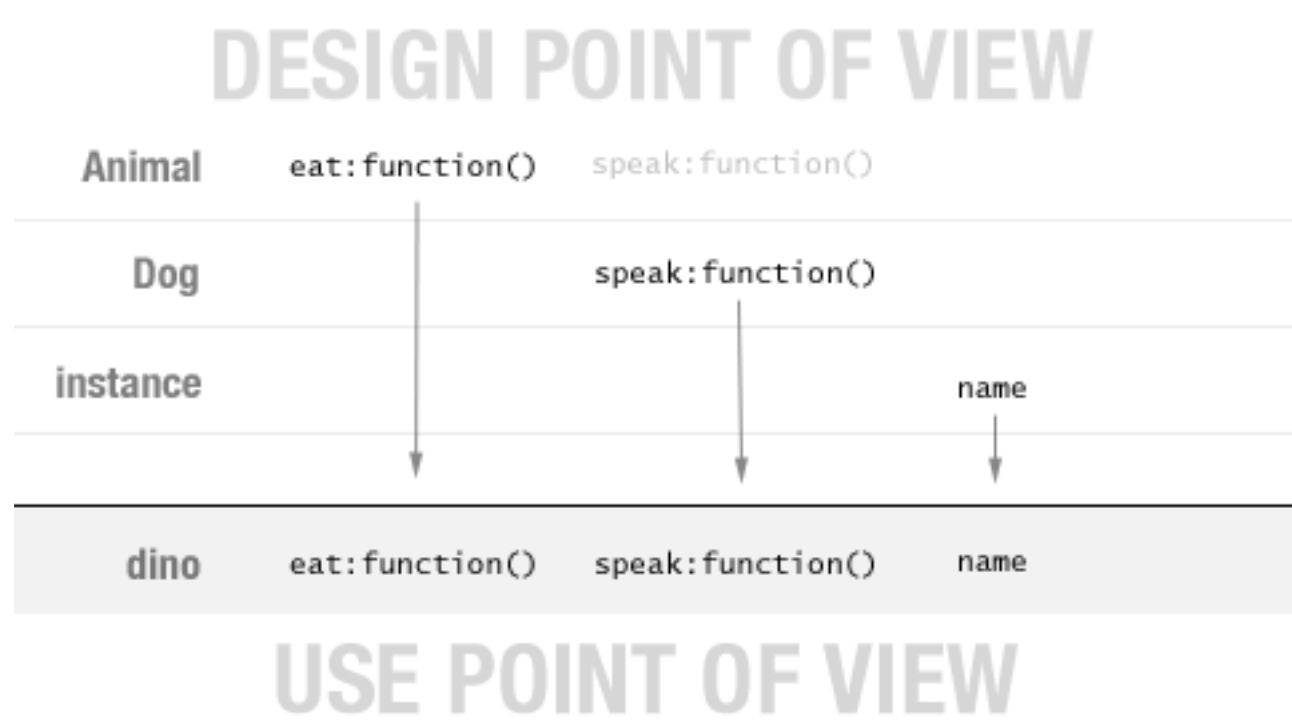 DESIGN POINT OF VIEW
Animal eat:function() speak:function()
Dog speak:function()
instance name
dino eat:function() speak:function() name
USE POINT OF VIEW